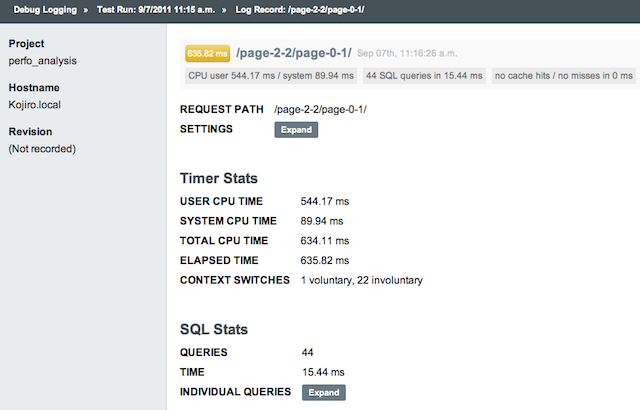 Debug Logging » Test Run: 9/7/2011 11:15 a.m. » Log Record: /page-2-2/page-0-1/
Project
perfo_analysis
Hostname
Kojiro.local
Revision
(Not recorded)
635.82 ms /page-2-2/page-0-1/ Sep 07th, 11:16:26 a.m.
CPU user 544.17 ms / system 89.94 ms 44 SQL queries in 15.44 ms no cache hits / no misses in 0 ms
REQUEST PATH /page-2-2/page-0-1/
SETTINGS Expand
Timer Stats
USER CPU TIME 544.17 ms
SYSTEM CPU TIME 89.94 ms
TOTAL CPU TIME 634.11 ms
ELAPSED TIME 635.82 ms
CONTEXT SWITCHES 1 voluntary, 22 involuntary
SQL Stats
QUERIES 44
TIME 15.44 ms
INDIVIDUAL QUERIES Expand